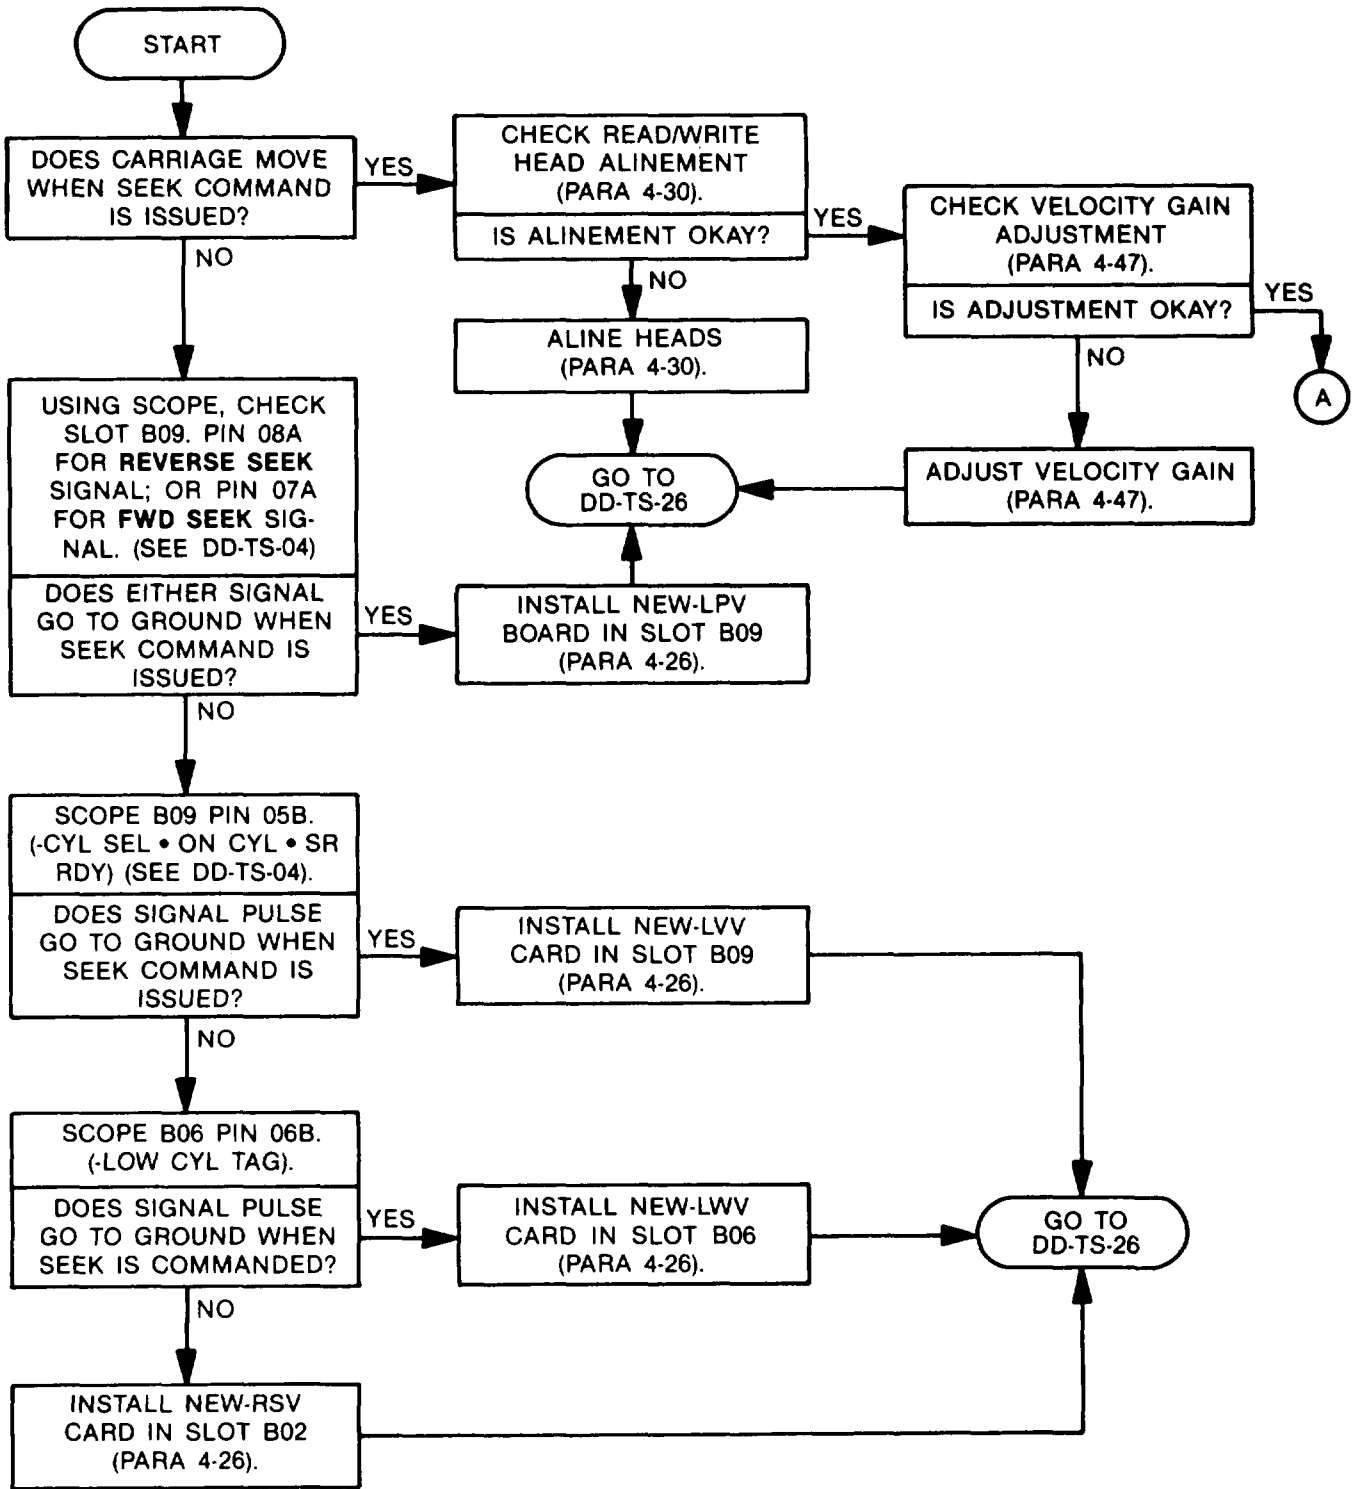 START
DOES CARRIAGE MOVE
WHEN SEEK COMMAND
IS ISSUED?
YES
NO
CHECK READ/WRITE
HEAD ALINEMENT
(PARA 4-30).
IS ALINEMENT OKAY?
YES
NO
CHECK VELOCITY GAIN
ADJUSTMENT
(PARA 4-47).
IS ADJUSTMENT OKAY?
YES
NO
A
ALINE HEADS
(PARA 4-30).
ADJUST VELOCITY GAIN
(PARA 4-47).
GO TO
DD-TS-26
USING SCOPE, CHECK
SLOT B09. PIN 08A
FOR REVERSE SEEK
SIGNAL; OR PIN 07A
FOR FWD SEEK SIG-
NAL. (SEE DD-TS-04)
DOES EITHER SIGNAL
GO TO GROUND WHEN
SEEK COMMAND IS
ISSUED?
YES
NO
INSTALL NEW-LPV
BOARD IN SLOT B09
(PARA 4-26).
SCOPE B09 PIN 05B.
(-CYL SEL • ON CYL • SR
RDY) (SEE DD-TS-04).
DOES SIGNAL PULSE
GO TO GROUND WHEN
SEEK COMMAND IS
ISSUED?
YES
NO
INSTALL NEW-LVV
CARD IN SLOT B09
(PARA 4-26).
SCOPE B06 PIN 06B.
(-LOW CYL TAG).
DOES SIGNAL PULSE
GO TO GROUND WHEN
SEEK IS COMMANDED?
YES
NO
INSTALL NEW-LWV
CARD IN SLOT B06
(PARA 4-26).
GO TO
DD-TS-26
INSTALL NEW-RSV
CARD IN SLOT B02
(PARA 4-26).